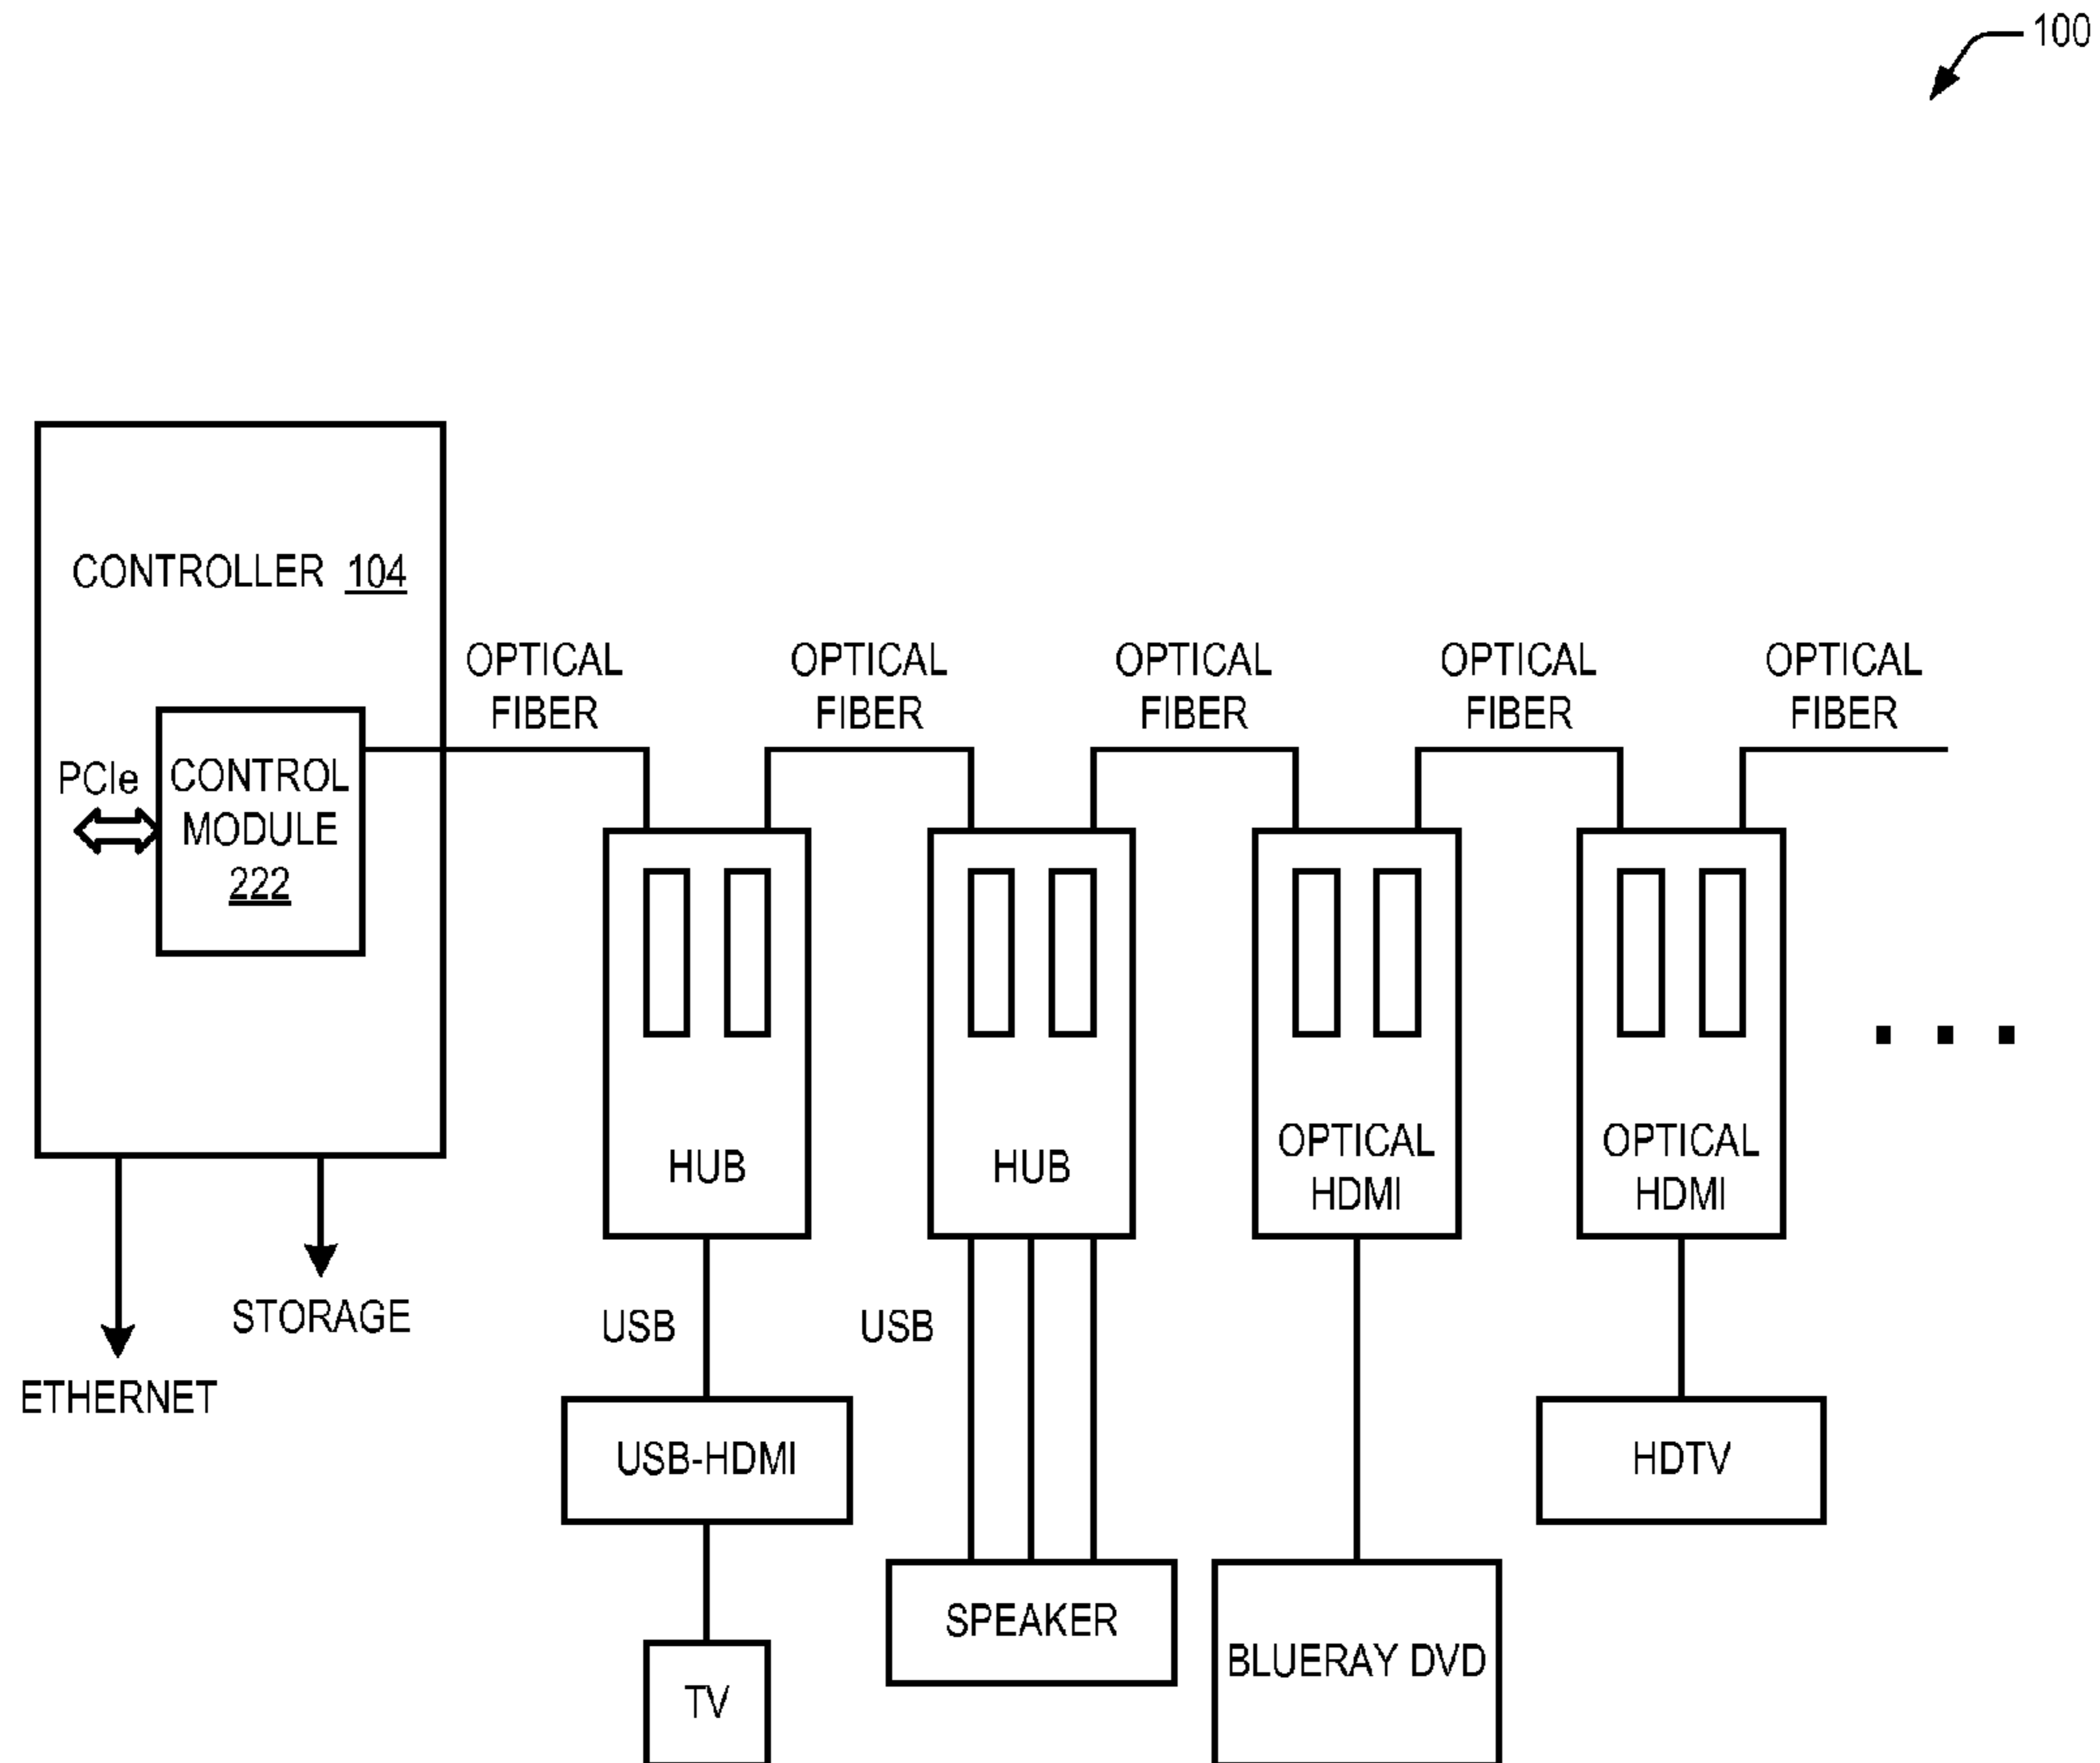 100
CONTROLLER 104
OPTICAL
FIBER
OPTICAL
FIBER
OPTICAL
FIBER
OPTICAL
FIBER
OPTICAL
FIBER
PCIe
CONTROL
MODULE
222
HUB
HUB
OPTICAL
HDMI
OPTICAL
HDMI
STORAGE
ETHERNET
USB
USB
USB-HDMI
HDTV
SPEAKER
BLUERAY DVD
TV